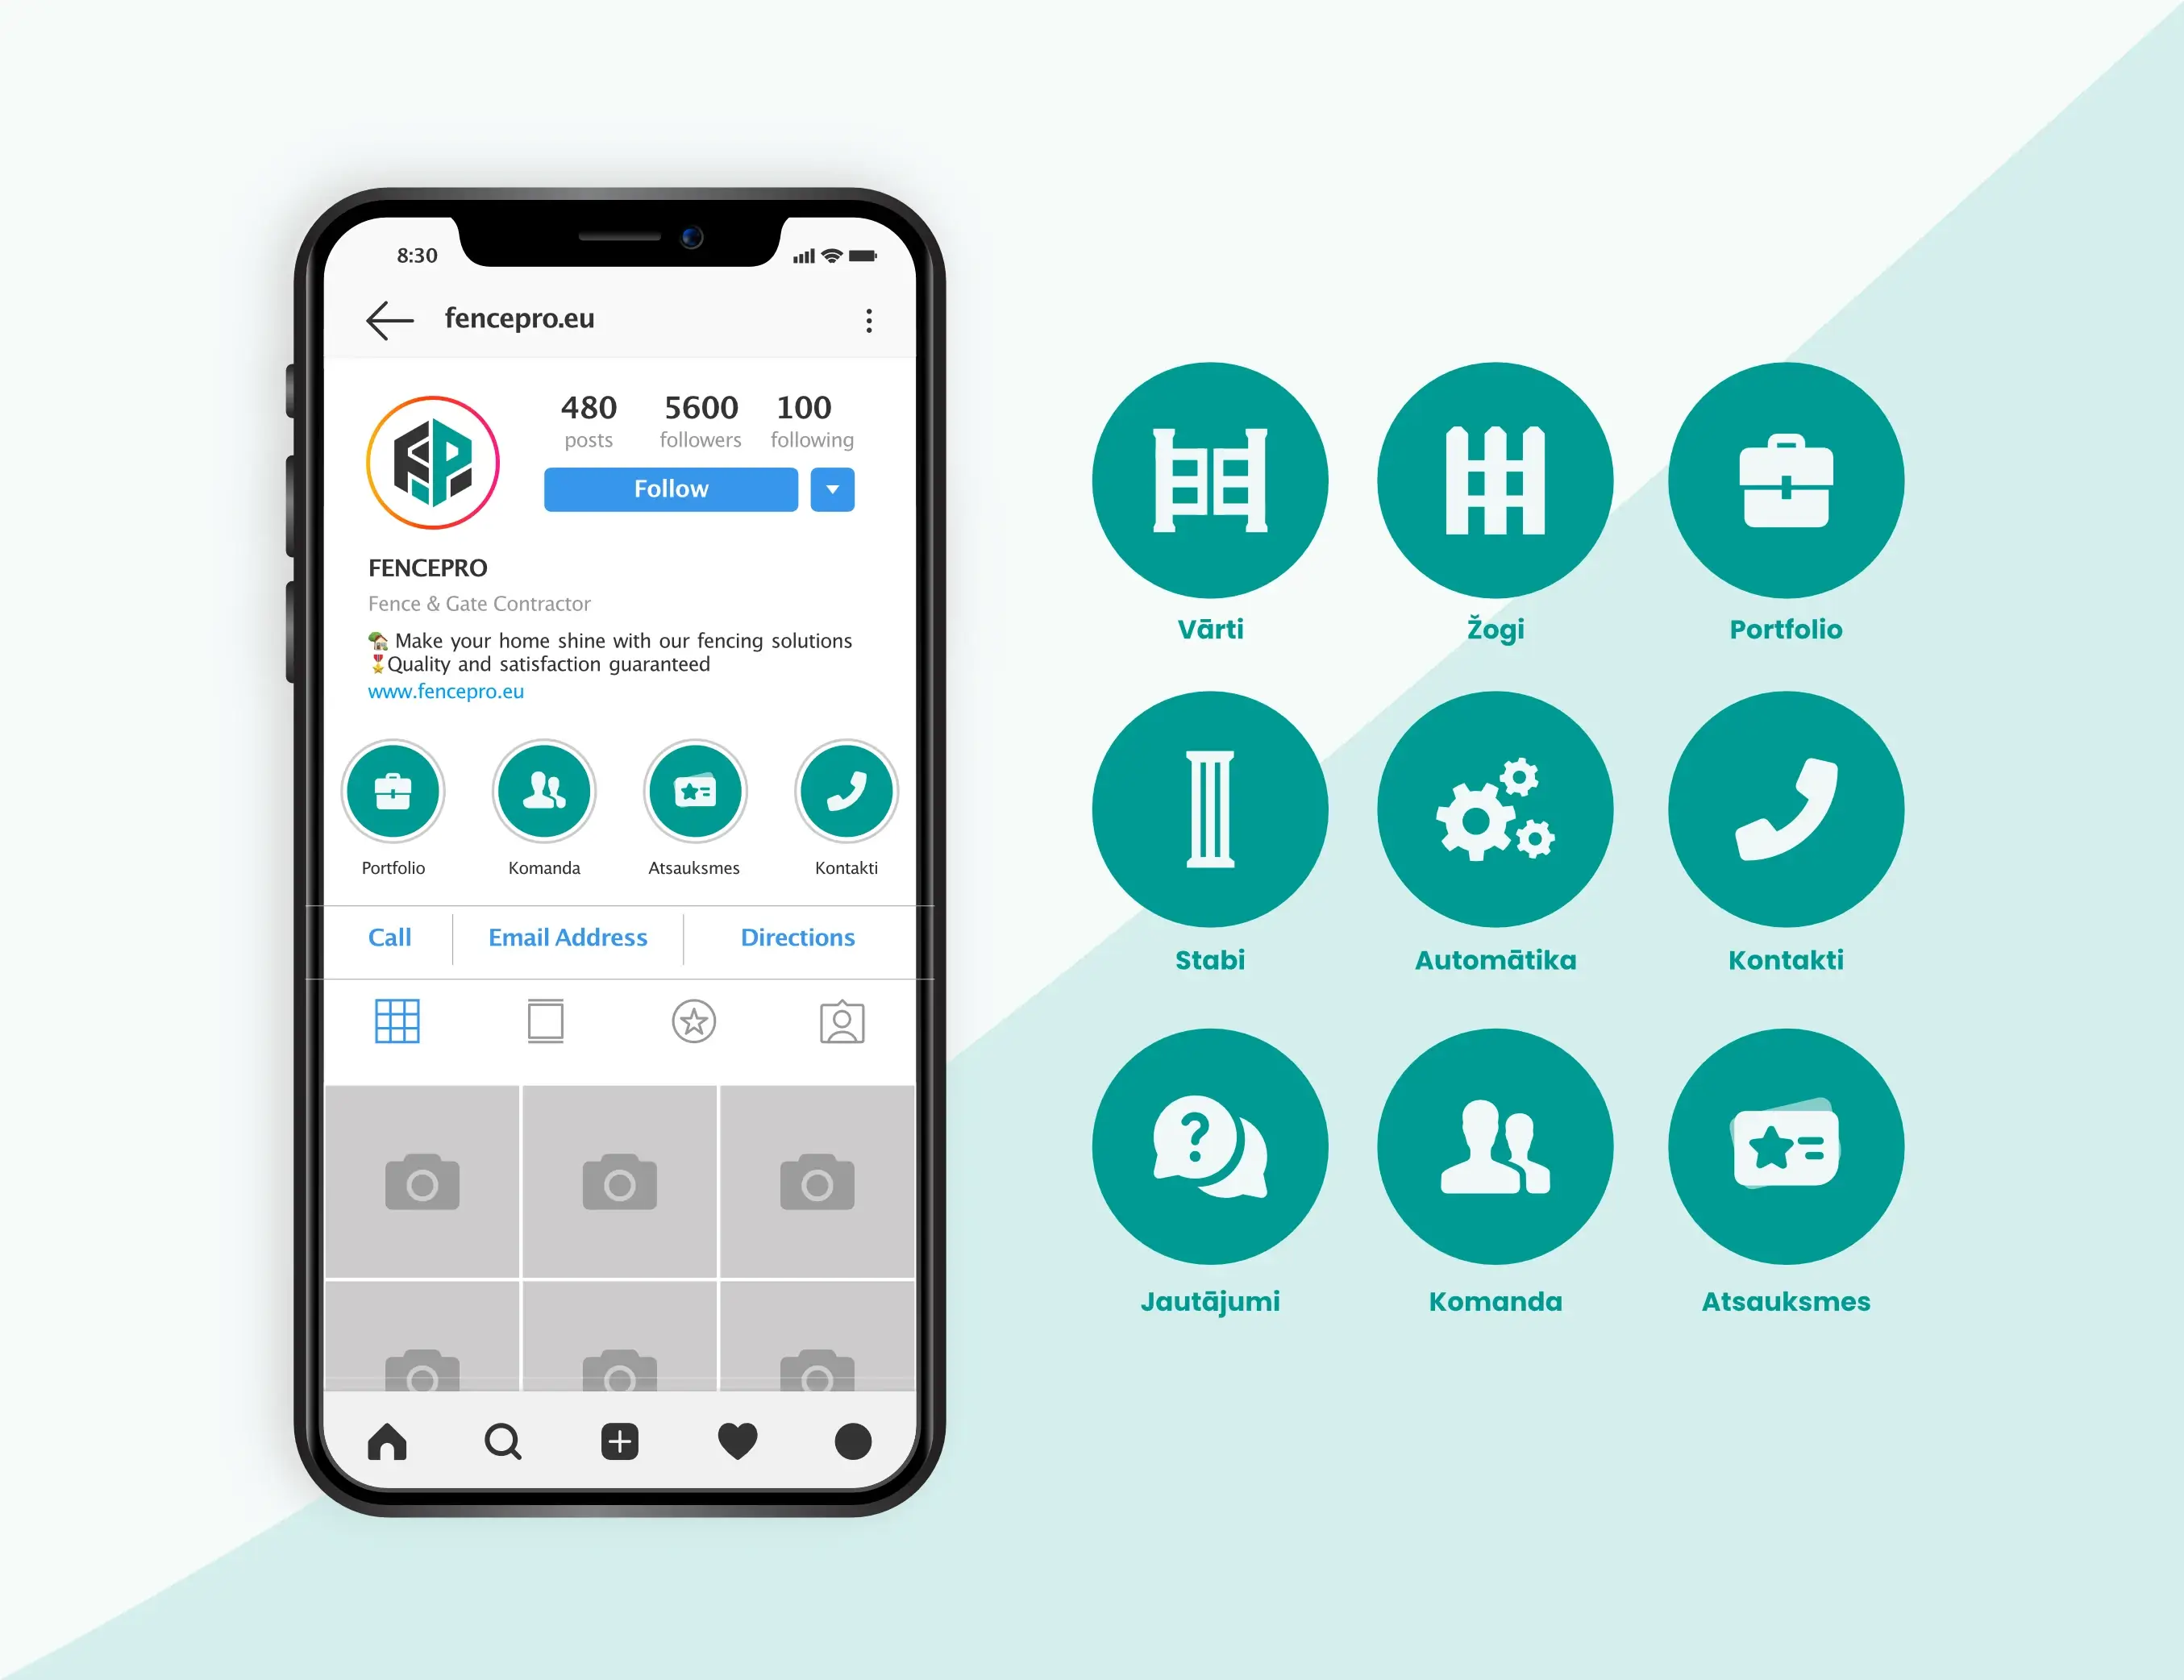 8:30
fencepro.eu
480 5600 100
posts followers following
Follow
FP
FENCEPRO
Fence & Gate Contractor
Make your home shine with our fencing solutions
Quality and satisfaction guaranteed
www.fencepro.eu
Portfolio Komanda Atsauksmes Kontakti
Call Email Address Directions
Vārti Žogi Portfolio
Stabi Automātika Kontakti
?
Jautājumi Komanda Atsauksmes